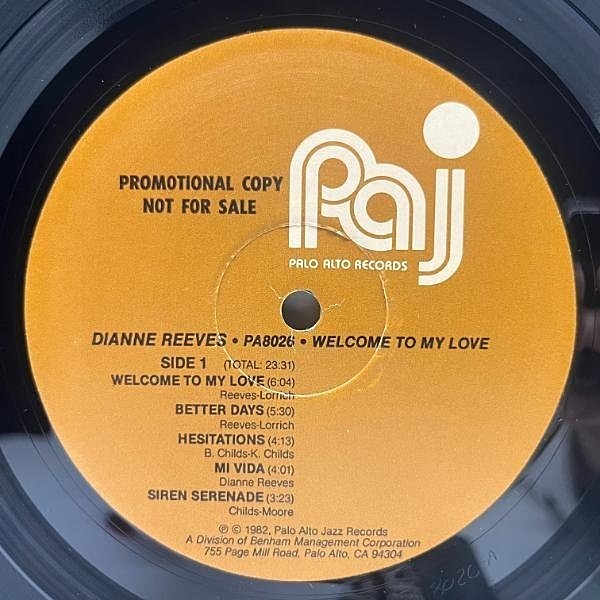 PROMOTIONAL COPY
NOT FOR SALE
Paj
PALO ALTO RECORDS
DIANNE REEVES • PA8026 • WELCOME TO MY LOVE
SIDE 1 (TOTAL: 23:31)
WELCOME TO MY LOVE (6:04)
Reeves-Lorrich
BETTER DAYS (5:30)
Reeves-Lorrich
HESITATIONS (4:13)
B. Childs-K. Childs
MI VIDA (4:01)
Dianne Reeves
SIREN SERENADE (3:23)
Childs-Moore
℗ © 1982, Palo Alto Jazz Records
A Division of Benham Management Corporation
755 Page Mill Road, Palo Alto, CA 94304